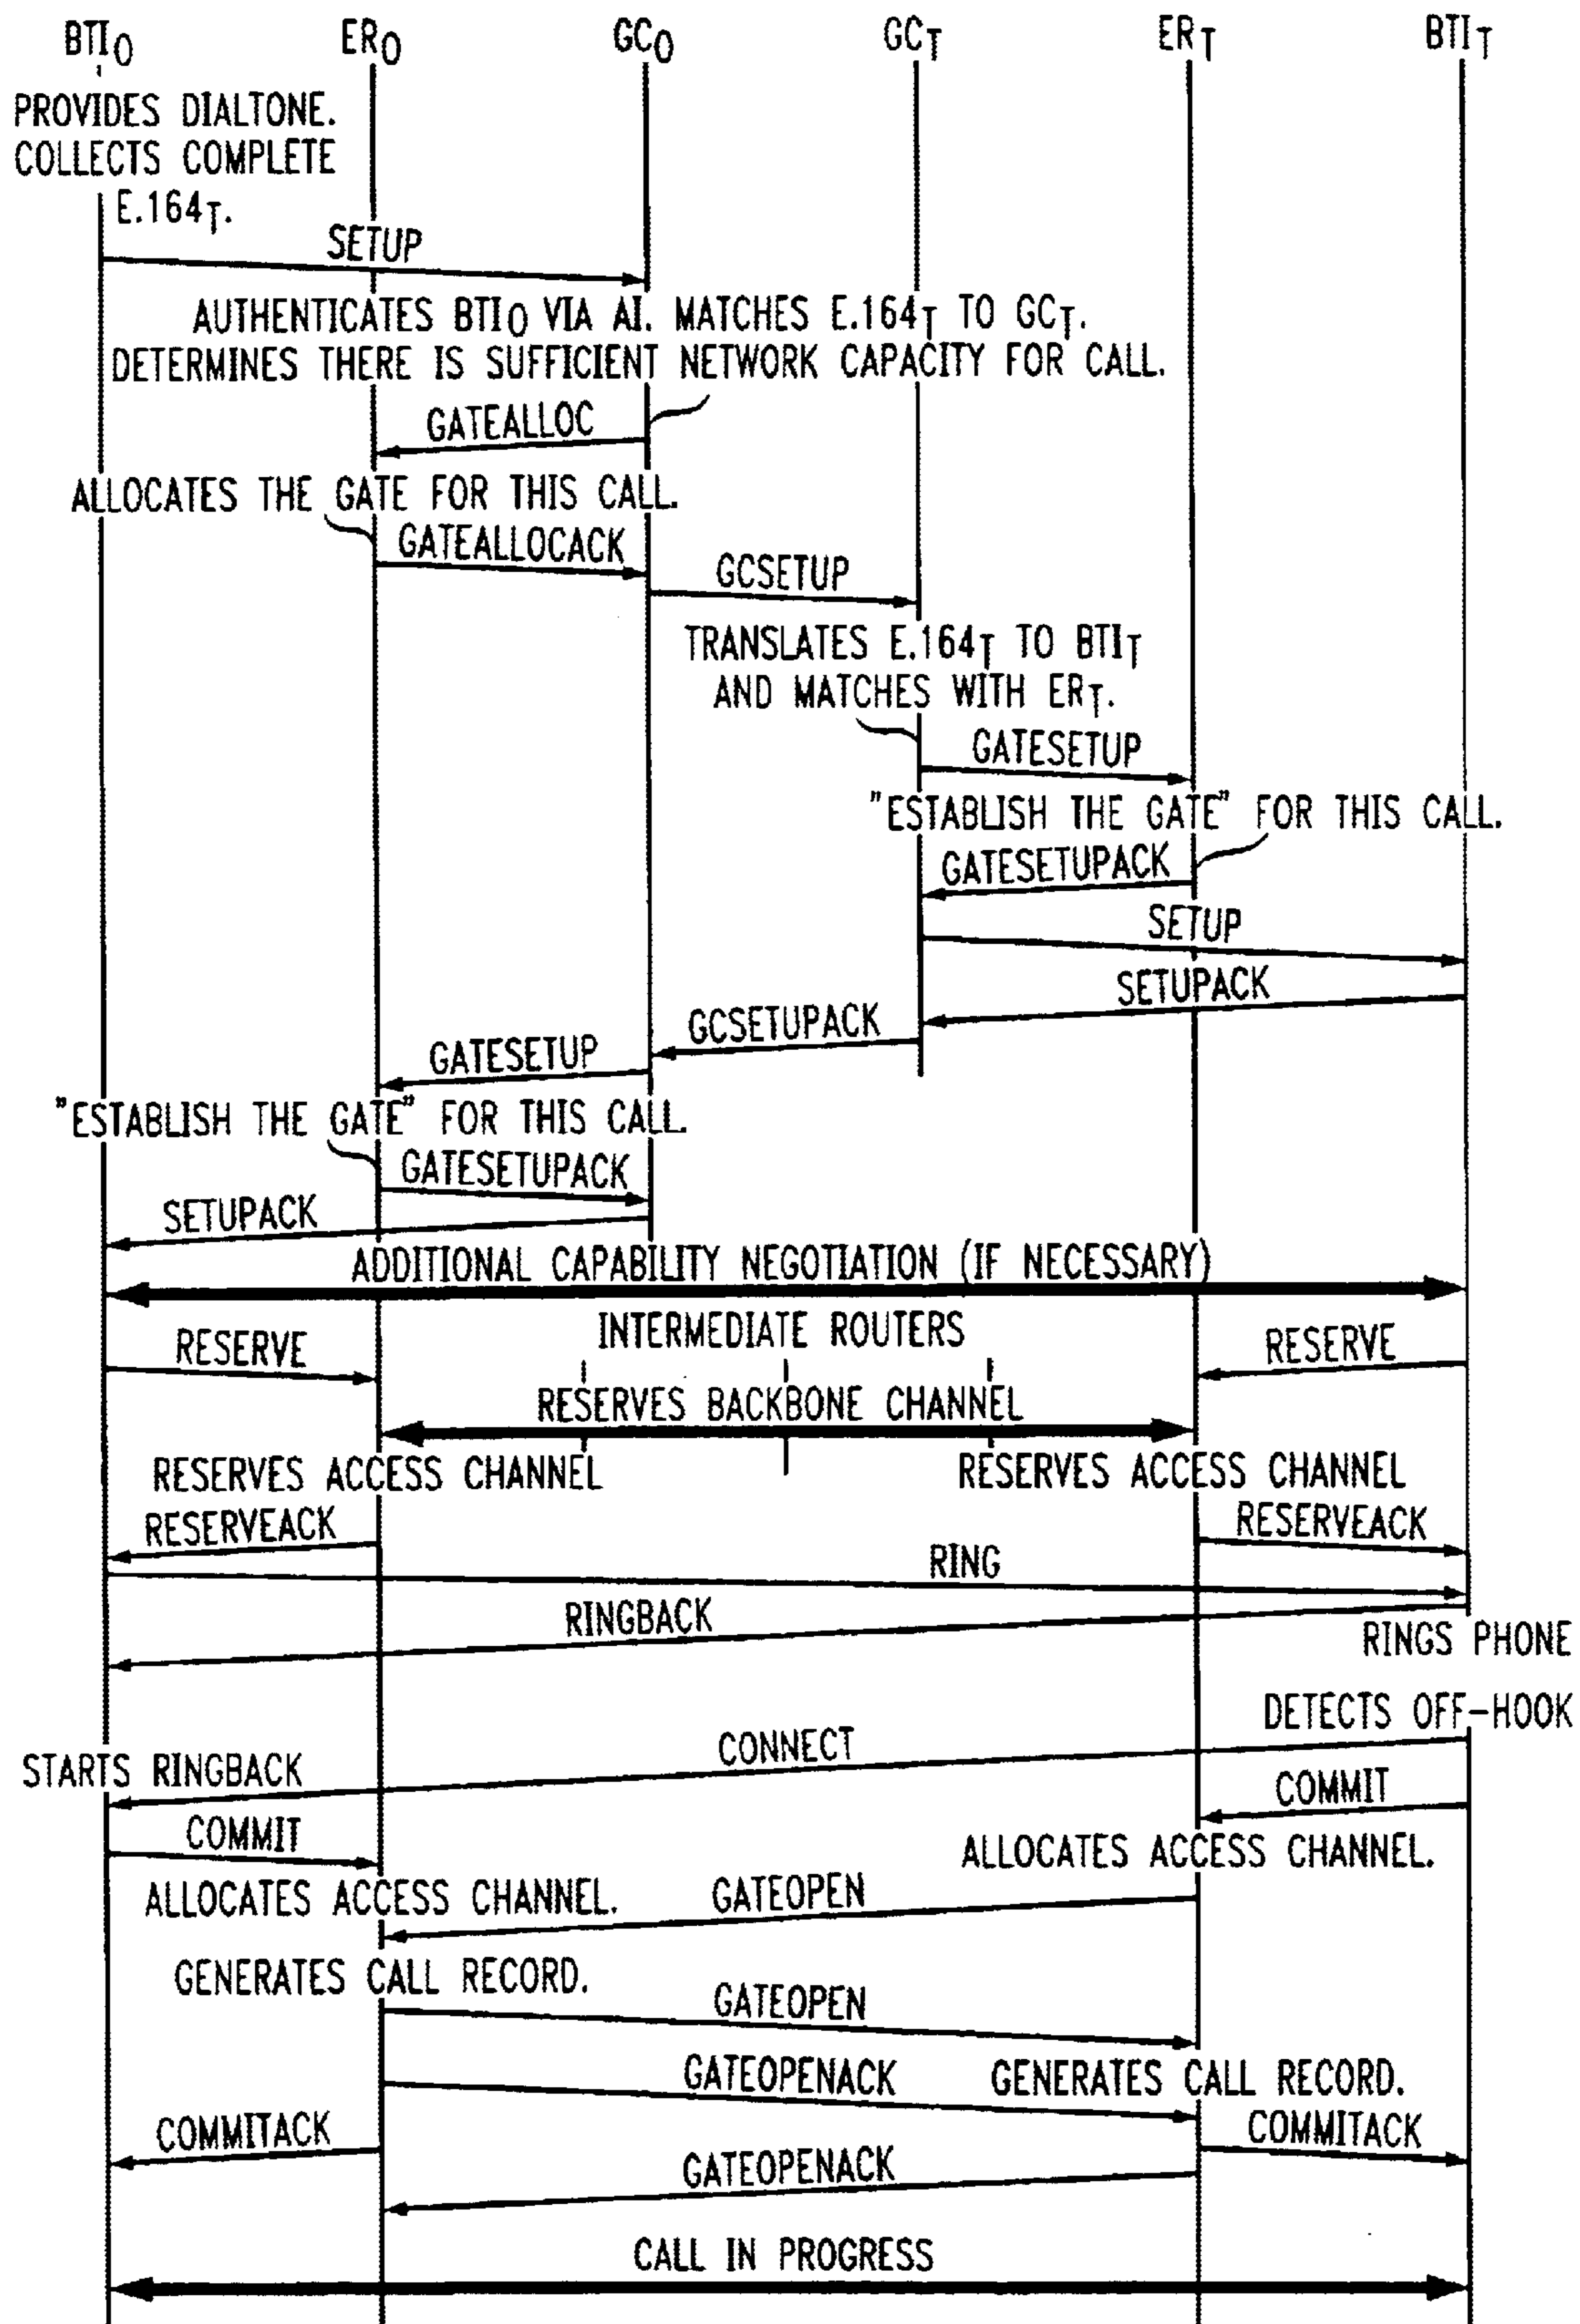 BTIO ERO GCO GCT ERT BTIT
PROVIDES DIALTONE.
COLLECTS COMPLETE
E.164T.
SETUP
AUTHENTICATES BTIO VIA AI. MATCHES E.164T TO GCT.
DETERMINES THERE IS SUFFICIENT NETWORK CAPACITY FOR CALL.
GATEALLOC
ALLOCATES THE GATE FOR THIS CALL.
GATEALLOCACK
GCSETUP
TRANSLATES E.164T TO BTIT
AND MATCHES WITH ERT.
GATESETUP
"ESTABLISH THE GATE" FOR THIS CALL.
GATESETUPACK
SETUP
SETUPACK
GCSETUPACK
GATESETUP
"ESTABLISH THE GATE" FOR THIS CALL.
GATESETUPACK
SETUPACK
ADDITIONAL CAPABILITY NEGOTIATION (IF NECESSARY)
INTERMEDIATE ROUTERS
RESERVE
RESERVE
RESERVES BACKBONE CHANNEL
RESERVES ACCESS CHANNEL
RESERVES ACCESS CHANNEL
RESERVEACK
RESERVEACK
RING
RINGBACK
RINGS PHONE
DETECTS OFF-HOOK
CONNECT
STARTS RINGBACK
COMMIT
COMMIT
ALLOCATES ACCESS CHANNEL.
ALLOCATES ACCESS CHANNEL.
GATEOPEN
GENERATES CALL RECORD.
GATEOPEN
GATEOPENACK
GENERATES CALL RECORD.
COMMITACK
COMMITACK
GATEOPENACK
CALL IN PROGRESS